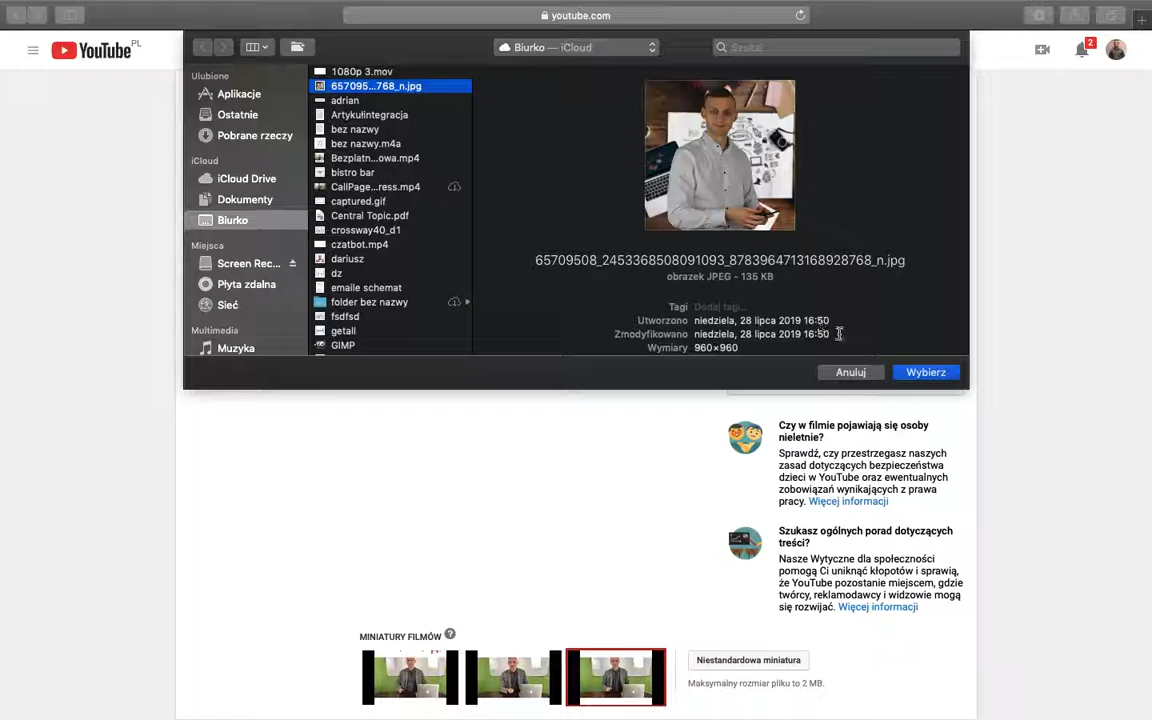 youtube.com
YouTube PL
2
Biurko — iCloud
Szukaj
Ulubione
Aplikacje
Ostatnie
Pobrane rzeczy
iCloud
iCloud Drive
Dokumenty
Biurko
Miejsca
Screen Rec...
Płyta zdalna
Sieć
Multimedia
Muzyka
1080p 3.mov
657095...768_n.jpg
adrian
Artykułintegracja
bez nazwy
bez nazwy.m4a
Bezpłatn...owa.mp4
bistro bar
CallPage...ress.mp4
captured.gif
Central Topic.pdf
crossway40_d1
czatbot.mp4
dariusz
dz
emaile schemat
folder bez nazwy
fsdfsd
getall
GIMP
65709508_2453368508091093_8783964713168928768_n.jpg
obrazek JPEG - 135 KB
Tagi Dodaj tagi...
Utworzono niedziela, 28 lipca 2019 16:50
Zmodyfikowano niedziela, 28 lipca 2019 16:50
Wymiary 960×960
Anuluj
Wybierz
Czy w filmie pojawiają się osoby
nieletnie?
Sprawdź, czy przestrzegasz naszych
zasad dotyczących bezpieczeństwa
dzieci w YouTube oraz ewentualnych
zobowiązań wynikających z prawa
pracy. Więcej informacji
Szukasz ogólnych porad dotyczących
treści?
Nasze Wytyczne dla społeczności
pomogą Ci uniknąć kłopotów i sprawią,
że YouTube pozostanie miejscem, gdzie
twórcy, reklamodawcy i widzowie mogą
się rozwijać. Więcej informacji
MINIATURY FILMÓW ?
Niestandardowa miniatura
Maksymalny rozmiar pliku to 2 MB.